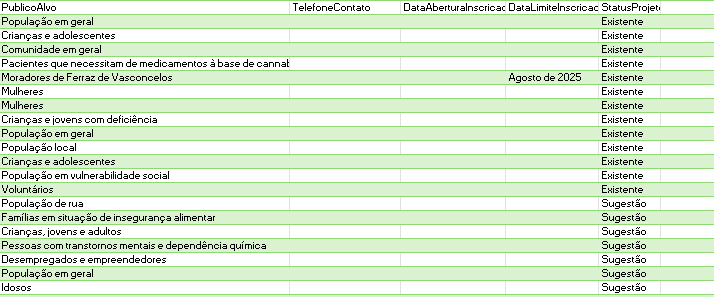 PublicoAlvo TelefoneContato DataAberturaInscricac DataLimiteInscricac StatusProjeto
População em geral Existente
Crianças e adolescentes Existente
Comunidade em geral Existente
Pacientes que necessitam de medicamentos à base de cannab Existente
Moradores de Ferraz de Vasconcelos Agosto de 2025 Existente
Mulheres Existente
Mulheres Existente
Crianças e jovens com deficiência Existente
População em geral Existente
População local Existente
Crianças e adolescentes Existente
População em vulnerabilidade social Existente
Voluntários Existente
População de rua Sugestão
Famílias em situação de insegurança alimentar Sugestão
Crianças, jovens e adultos Sugestão
Pessoas com transtornos mentais e dependência química Sugestão
Desempregados e empreendedores Sugestão
População em geral Sugestão
Idosos Sugestão